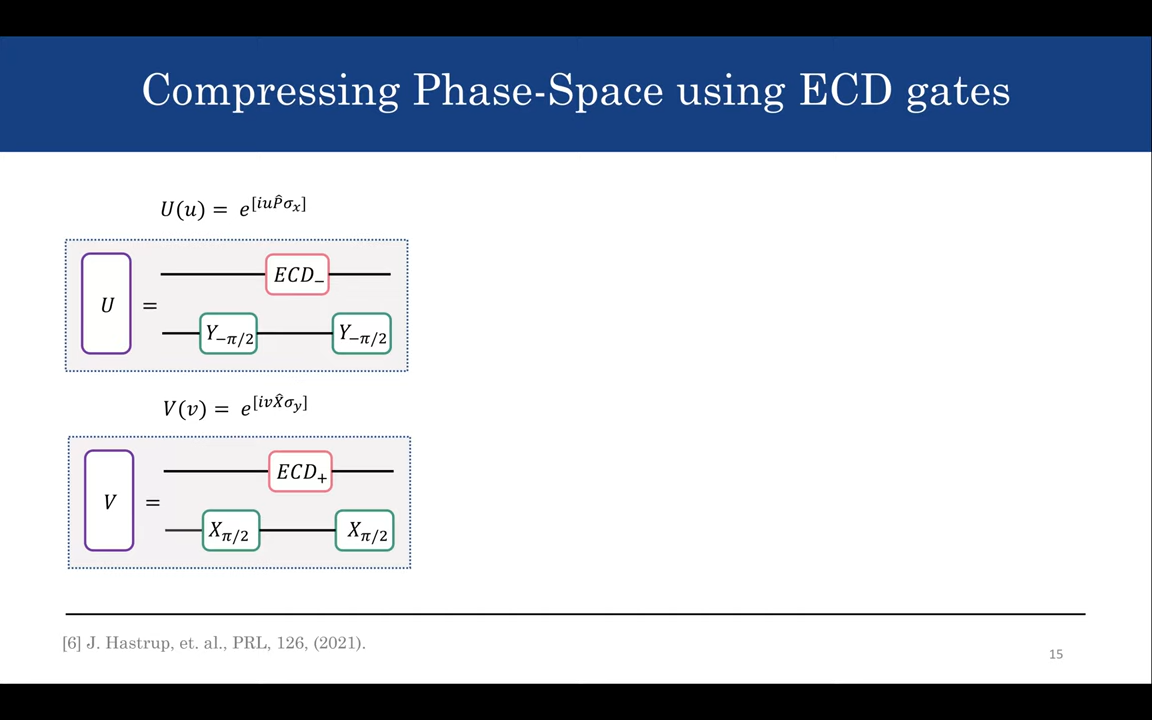 Compressing Phase-Space using ECD gates
U(u) = e^[iuP̂σ_x]
U = ECD_−
Y_−π/2 Y_−π/2
V(v) = e^[ivX̂σ_y]
V = ECD_+
X_π/2 X_π/2
[6] J. Hastrup, et. al., PRL, 126, (2021).
15